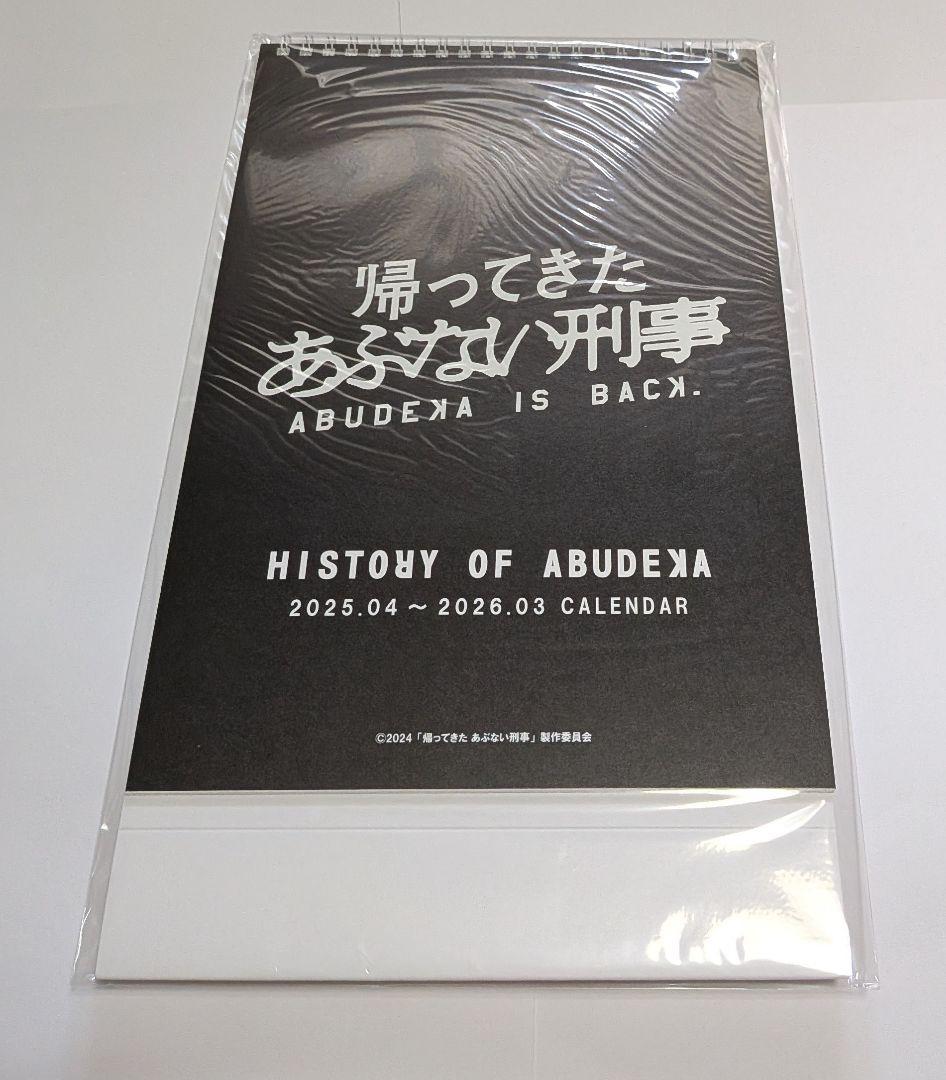 帰ってきた
あぶない刑事
ABUDEKA IS BACK.
HISTORY OF ABUDEKA
2025.04～2026.03 CALENDAR
©2024「帰ってきた あぶない刑事」製作委員会